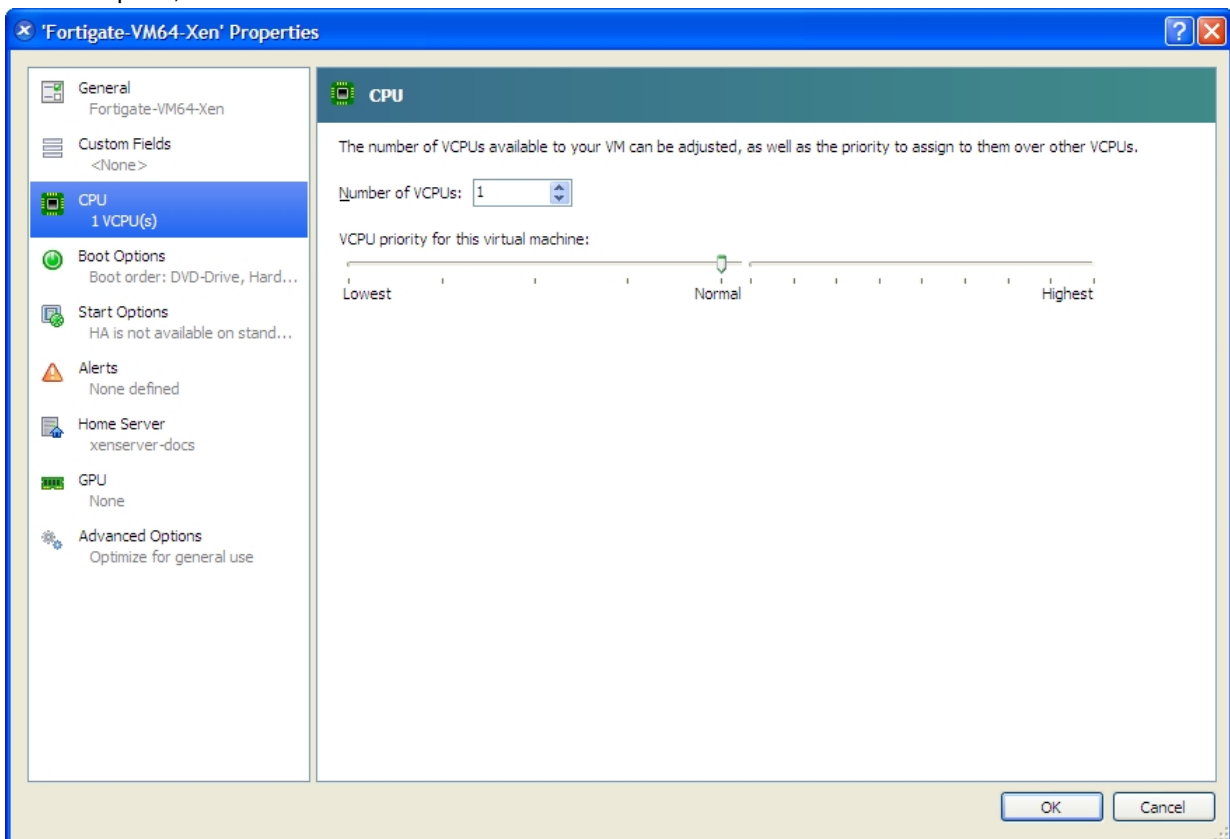 'Fortigate-VM64-Xen' Properties
General
Fortigate-VM64-Xen
Custom Fields
<None>
CPU
1 VCPU(s)
Boot Options
Boot order: DVD-Drive, Hard...
Start Options
HA is not available on stand...
Alerts
None defined
Home Server
xenserver-docs
GPU
None
Advanced Options
Optimize for general use
CPU
The number of VCPUs available to your VM can be adjusted, as well as the priority to assign to them over other VCPUs.
Number of VCPUs: 1
VCPU priority for this virtual machine:
Lowest Normal Highest
OK Cancel